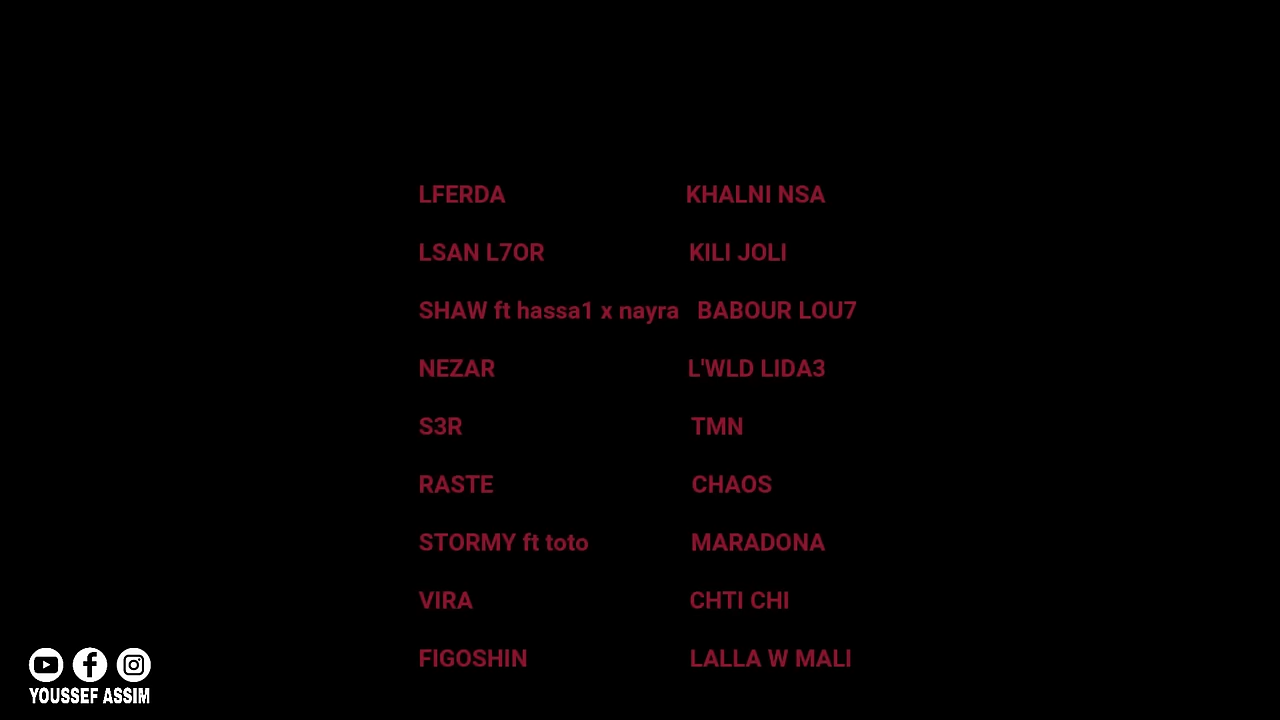 LFERDA KHALNI NSA
LSAN L7OR KILI JOLI
SHAW ft hassa1 x nayra BABOUR LOU7
NEZAR L'WLD LIDA3
S3R TMN
RASTE CHAOS
STORMY ft toto MARADONA
VIRA CHTI CHI
FIGOSHIN LALLA W MALI
YOUSSEF ASSIM